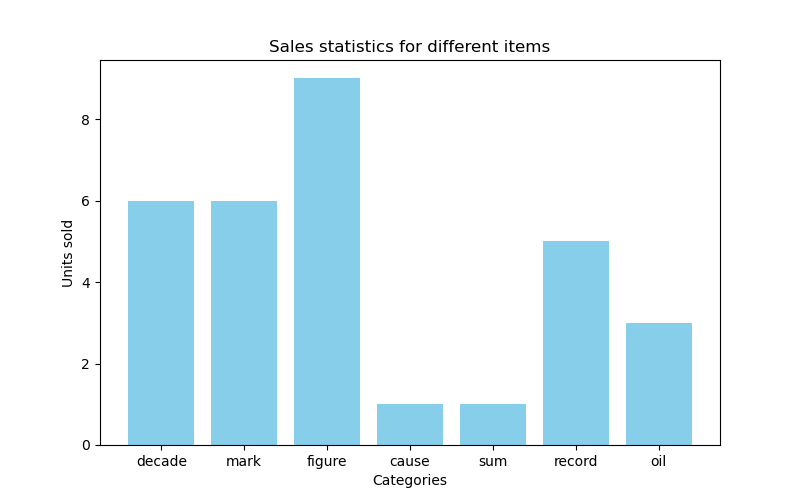 Sales statistics for different items
Units sold
8
6
4
2
0
decade mark figure cause sum record oil
Categories